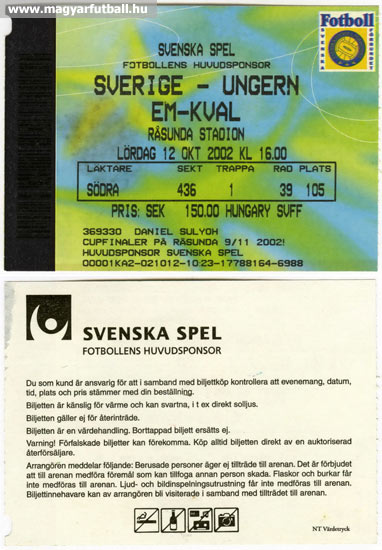 www.magyarfutball.hu
Fotboll
SVENSKA SPEL
FOTBOLLENS HUVUDSPONSOR
SVERIGE - UNGERN
EM-KVAL
RÅSUNDA STADION
LÖRDAG 12 OKT 2002 KL 16.00
LÄKTARE SEKT TRAPPA RAD PLATS
SÖDRA 436 1 39 105
PRIS: SEK 150.00 HUNGARY SUFF
369330 DANIEL SULYOH
CUPFINALER PÅ RÅSUNDA 9/11 2002!
HUVUDSPONSOR SVENSKA SPEL
00001KA2-021012-10:23-17788164-6988
SVENSKA SPEL
FOTBOLLENS HUVUDSPONSOR
Du som kund är ansvarig för att i samband med biljettköp kontrollera att evenemang, datum,
tid, plats och pris stämmer med din beställning.
Biljetten är känslig för värme och kan svartna, i t ex direkt solljus.
Biljetten gäller ej för återinträde.
Biljetten är en värdehandling. Borttappad biljett ersätts ej.
Varning! Förfalskade biljetter kan förekomma. Köp alltid biljetten direkt av en auktoriserad
återförsäljare.
Arrangören meddelar följande: Berusade personer äger ej tillträde till arenan. Det är förbjudet
att till arenan medföra föremål som kan tillfoga annan person skada. Flaskor och burkar får
inte medföras till arenan. Ljud- och bildinspelningsutrustning får inte medföras till arenan.
Biljettinnehavare kan av arrangören bli visiterade i samband med tillträdet till arenan.
NT Värdetryck